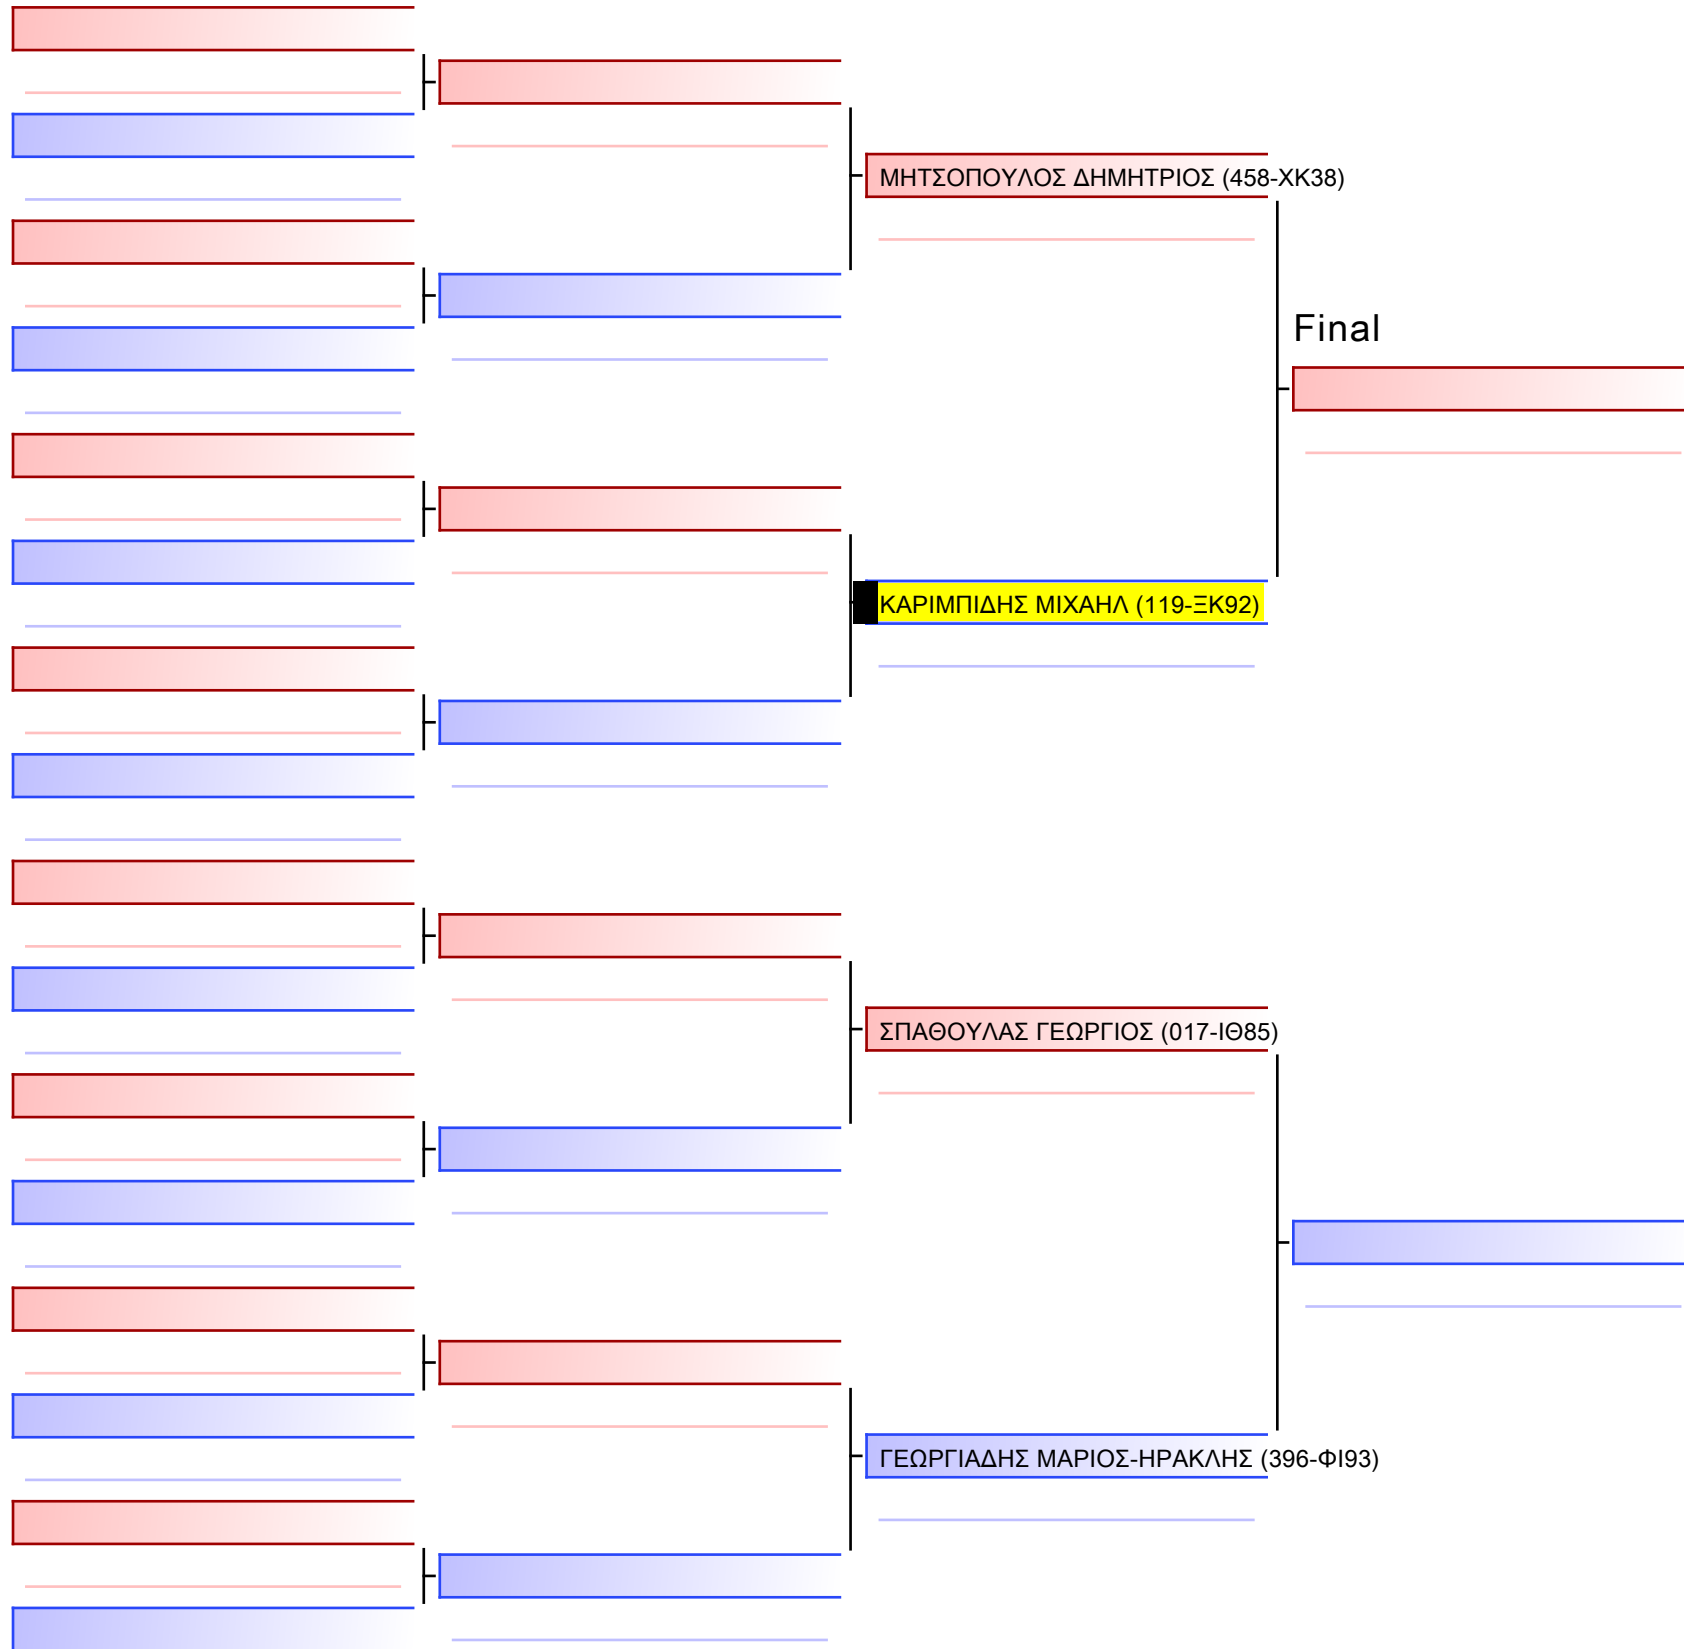 ΜΗΤΣΟΠΟΥΛΟΣ ΔΗΜΗΤΡΙΟΣ (458-ΧΚ38)
Final
ΚΑΡΙΜΠΙΔΗΣ ΜΙΧΑΗΛ (119-ΞΚ92)
ΣΠΑΘΟΥΛΑΣ ΓΕΩΡΓΙΟΣ (017-ΙΘ85)
ΓΕΩΡΓΙΑΔΗΣ ΜΑΡΙΟΣ-ΗΡΑΚΛΗΣ (396-ΦΙ93)